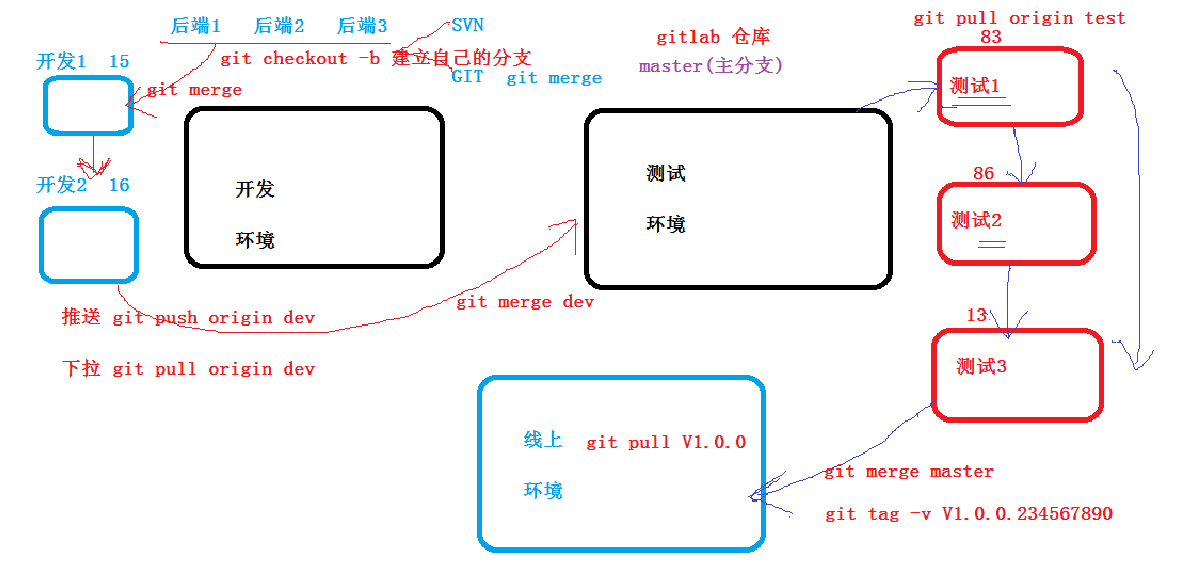 后端1 后端2 后端3
SVN
git checkout -b 建立自己的分支
GIT git merge
gitlab 仓库
master(主分支)
git pull origin test
83
开发1 15
git merge
测试1
开发2 16
开发
环境
测试
环境
86
测试2
git merge dev
推送 git push origin dev
下拉 git pull origin dev
13
测试3
线上 git pull V1.0.0
环境
git merge master
git tag -v V1.0.0.234567890